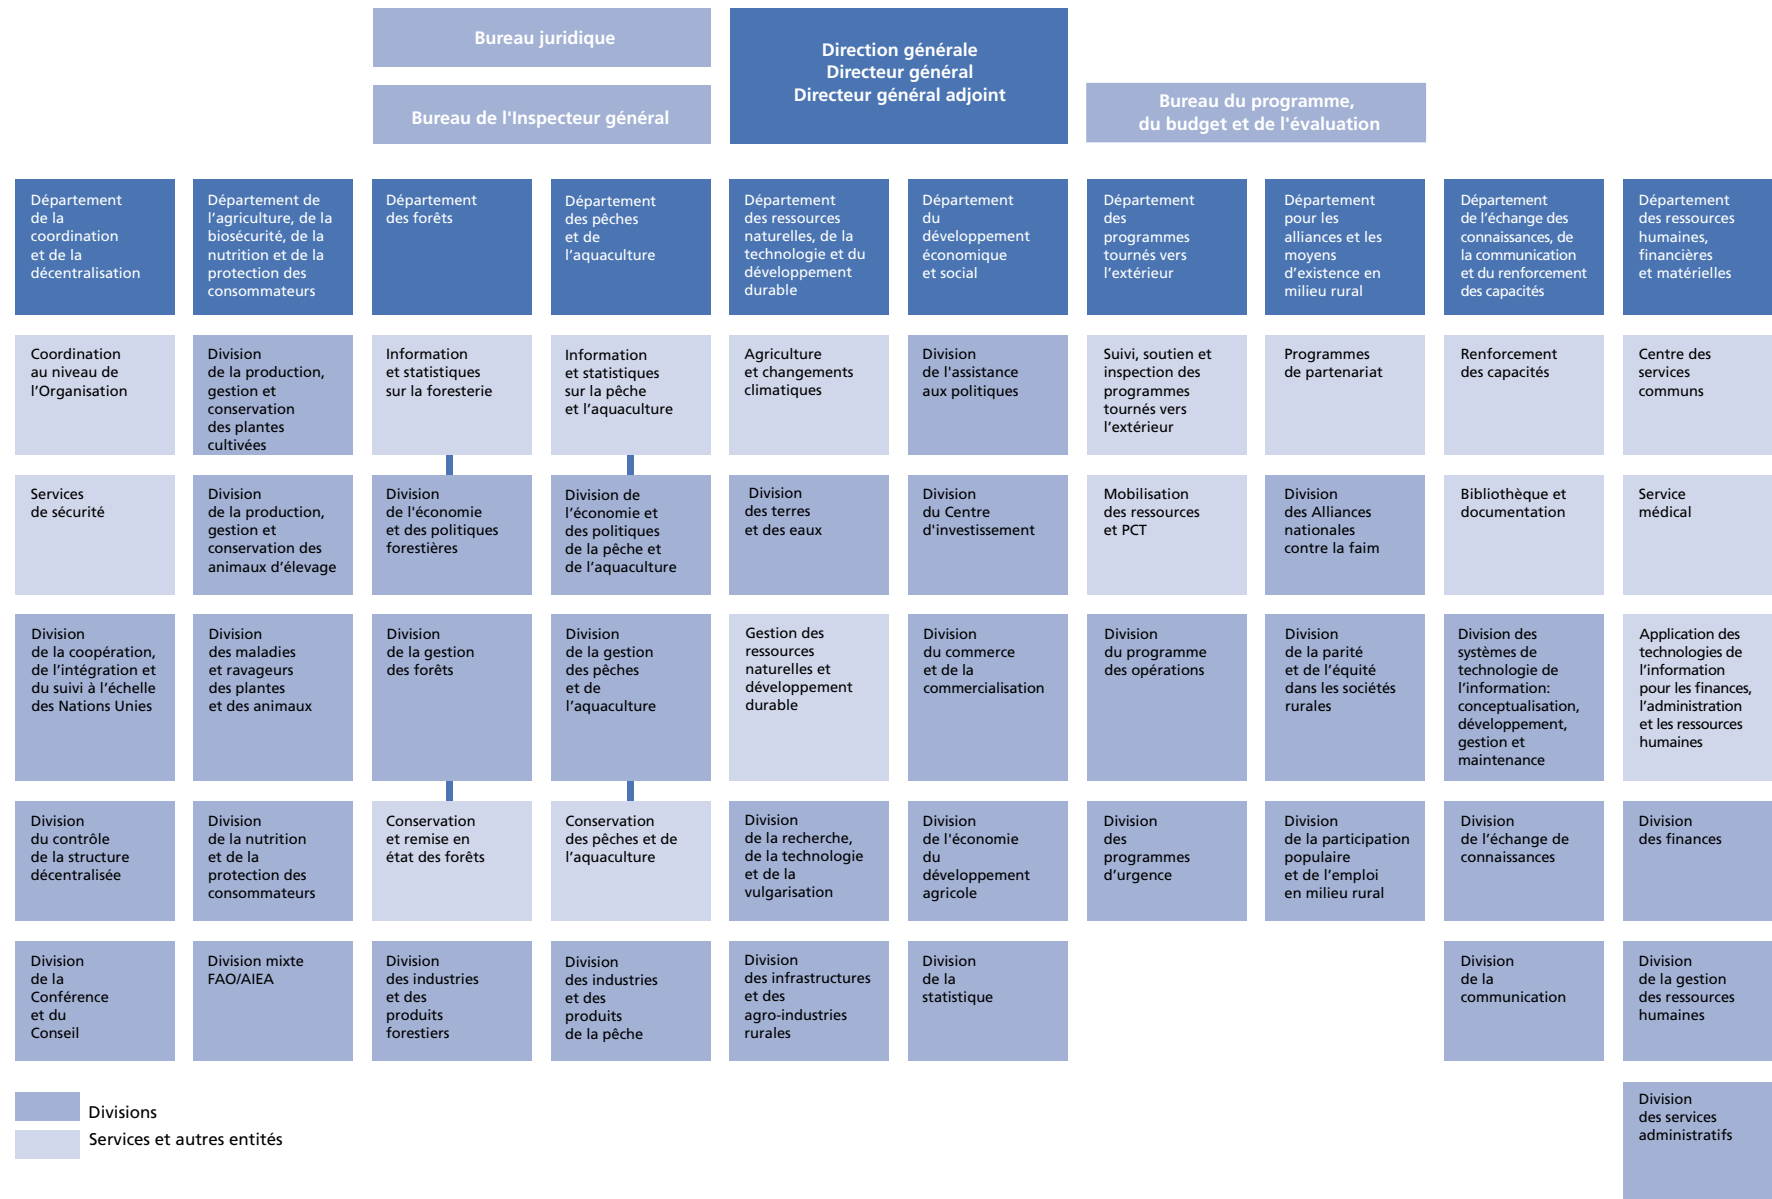 Bureau juridique
Bureau de l'Inspecteur général
Direction générale
Directeur général
Directeur général adjoint
Bureau du programme,
du budget et de l'évaluation
Département
de la
coordination
et de la
décentralisation
Département de
l’agriculture, de la
biosécurité, de la
nutrition et de la
protection des
consommateurs
Département
des forêts
Département
des pêches
et de
l’aquaculture
Département
des ressources
naturelles, de la
technologie et du
développement
durable
Département
du
développement
économique
et social
Département
des
programmes
tournés vers
l’extérieur
Département
pour les
alliances et les
moyens
d’existence en
milieu rural
Département
de l’échange des
connaissances, de
la communication
et du renforcement
des capacités
Département
des ressources
humaines,
financières
et matérielles
Coordination
au niveau de
l’Organisation
Division
de la production,
gestion et
conservation
des plantes
cultivées
Information
et statistiques
sur la foresterie
Information
et statistiques
sur la pêche
et l’aquaculture
Agriculture
et changements
climatiques
Division
de l'assistance
aux politiques
Suivi, soutien et
inspection des
programmes
tournés vers
l’extérieur
Programmes
de partenariat
Renforcement
des capacités
Centre des
services
communs
Services
de sécurité
Division
de la production,
gestion et
conservation des
animaux d’élevage
Division
de l'économie
et des politiques
forestières
Division de
l’économie et
des politiques
de la pêche et
de l’aquaculture
Division
des terres
et des eaux
Division
du Centre
d'investissement
Mobilisation
des ressources
et PCT
Division
des Alliances
nationales
contre la faim
Bibliothèque et
documentation
Service
médical
Division
de la coopération,
de l’intégration et
du suivi à l’échelle
des Nations Unies
Division
des maladies
et ravageurs
des plantes
et des animaux
Division
de la gestion
des forêts
Division
de la gestion
des pêches
et de
l’aquaculture
Gestion des
ressources
naturelles et
développement
durable
Division
du commerce
et de la
commercialisation
Division
du programme
des opérations
Division
de la parité
et de l’équité
dans les sociétés
rurales
Division des
systèmes de
technologie de
l’information:
conceptualisation,
développement,
gestion et
maintenance
Application des
technologies de
l’information
pour les finances,
l’administration
et les ressources
humaines
Division
du contrôle
de la structure
décentralisée
Division
de la nutrition
et de la
protection des
consommateurs
Conservation
et remise en
état des forêts
Conservation
des pêches et de
l’aquaculture
Division
de la recherche,
de la technologie
et de la
vulgarisation
Division
de l'économie
du
développement
agricole
Division
des
programmes
d’urgence
Division
de la participation
populaire
et de l’emploi
en milieu rural
Division
de l’échange de
connaissances
Division
des finances
Division
de la
Conférence
et du
Conseil
Division mixte
FAO/AIEA
Division
des industries
et des
produits
forestiers
Division
des industries
et des
produits
de la pêche
Division
des infrastructures
et des
agro-industries
rurales
Division
de la
statistique
Division
de la
communication
Division
de la gestion
des ressources
humaines
Division
des services
administratifs
Divisions
Services et autres entités